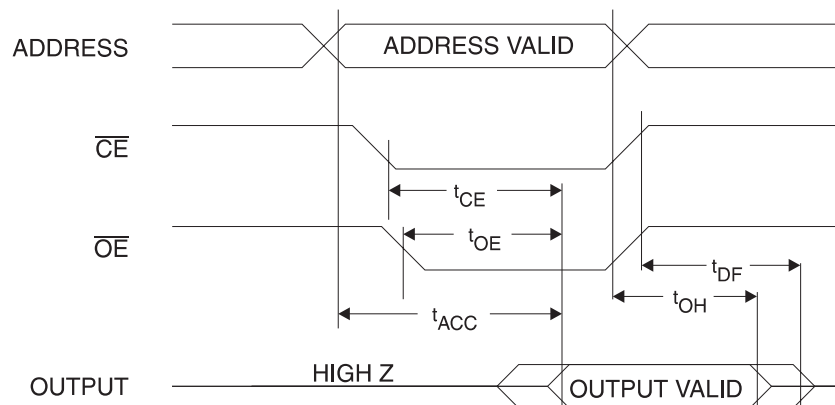 ADDRESS
ADDRESS VALID
CE
tCE
OE
tOE
tDF
tOH
tACC
HIGH Z
OUTPUT
OUTPUT VALID